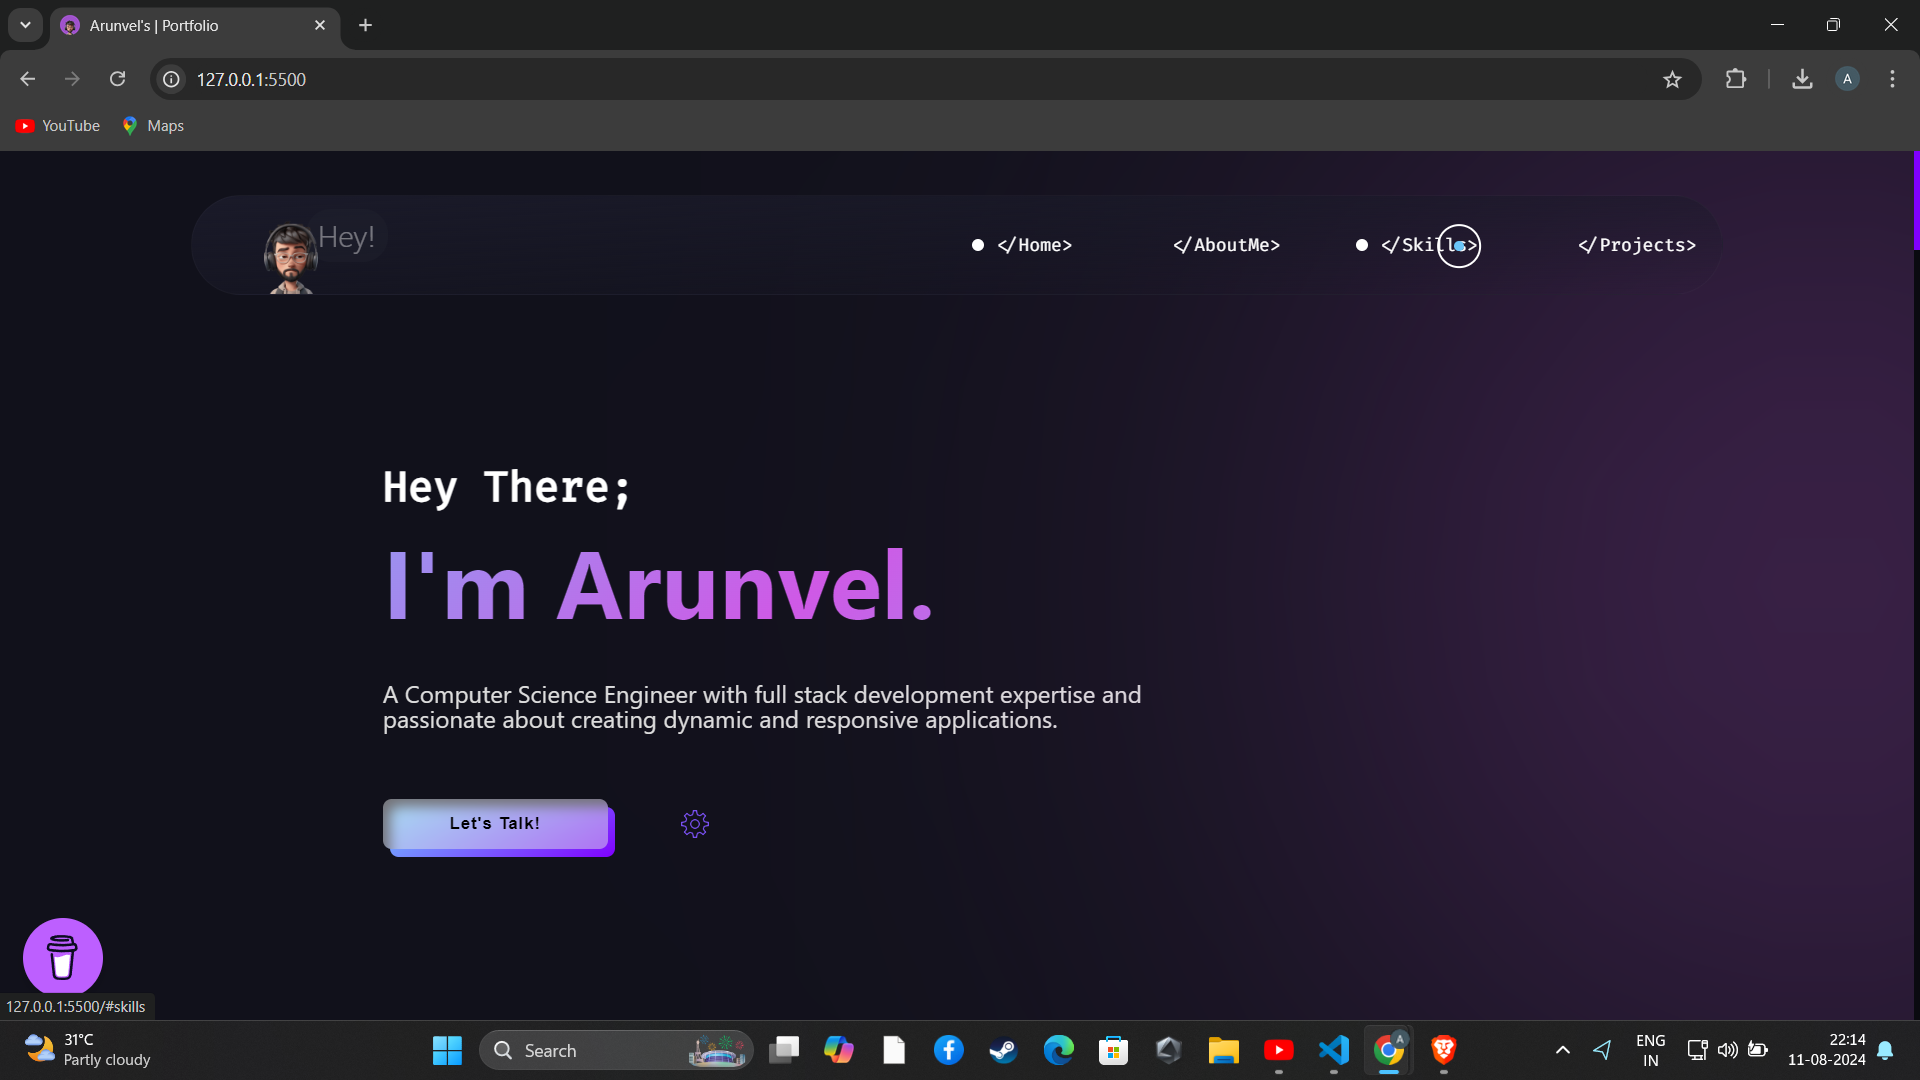 Arunvel's | Portfolio
127.0.0.1:5500
A
YouTube
Maps
Hey!
</Home>
</AboutMe>
</Skills>
</Projects>
Hey There;
I'm Arunvel.
A Computer Science Engineer with full stack development expertise and
passionate about creating dynamic and responsive applications.
Let's Talk!
127.0.0.1:5500/#skills
31°C
Partly cloudy
Search
A
ENG
IN
22:14
11-08-2024